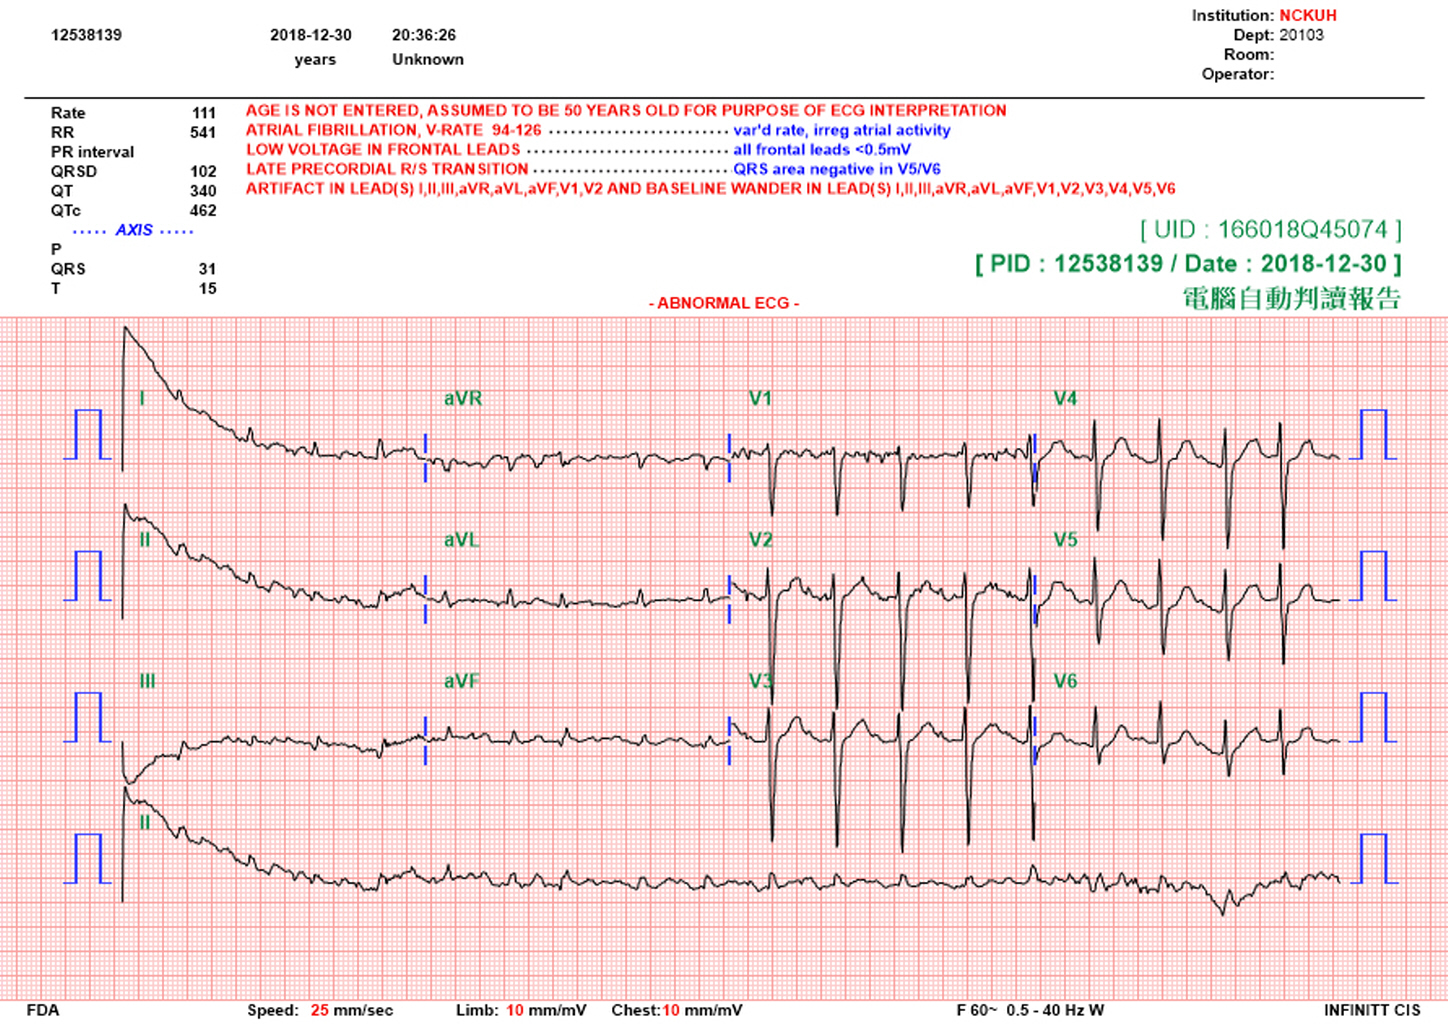 Institution: NCKUH
12538139 2018-12-30 20:36:26 Dept: 20103
Room:
years Unknown
Operator:
Rate 111 AGE IS NOT ENTERED, ASSUMED TO BE 50 YEARS OLD FOR PURPOSE OF ECG INTERPRETATION
RR 541 ATRIAL FIBRILLATION, V-RATE 94-126 ........................ var'd rate, irreg atrial activity
PR interval LOW VOLTAGE IN FRONTAL LEADS ........................... all frontal leads <0.5mV
QRSD 102 LATE PRECORDIAL R/S TRANSITION .......................... QRS area negative in V5/V6
QT 340 ARTIFACT IN LEAD(S) I,II,III,aVR,aVL,aVF,V1,V2 AND BASELINE WANDER IN LEAD(S) I,II,III,aVR,aVL,aVF,V1,V2,V3,V4,V5,V6
QTc 462
..... AXIS .....
[ UID : 166018Q45074 ]
P
[ PID : 12538139 / Date : 2018-12-30 ]
QRS 31
T 15
電腦自動判讀報告
- ABNORMAL ECG -
I aVR V1 V4
II aVL V2 V5
III aVF V3 V6
II
FDA Speed: 25 mm/sec Limb: 10 mm/mV Chest:10 mm/mV F 60~ 0.5 - 40 Hz W INFINITT CIS